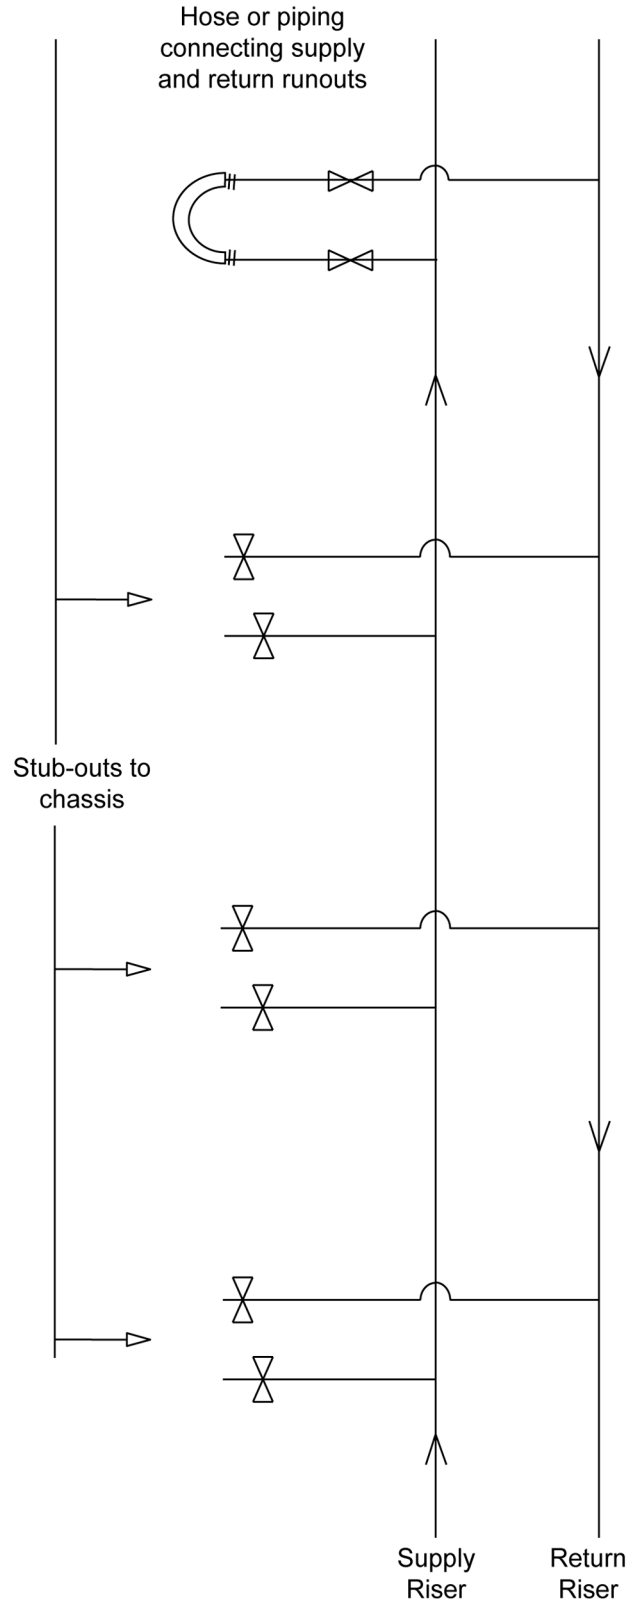 Hose or piping
connecting supply
and return runouts
Stub-outs to
chassis
Supply
Riser
Return
Riser